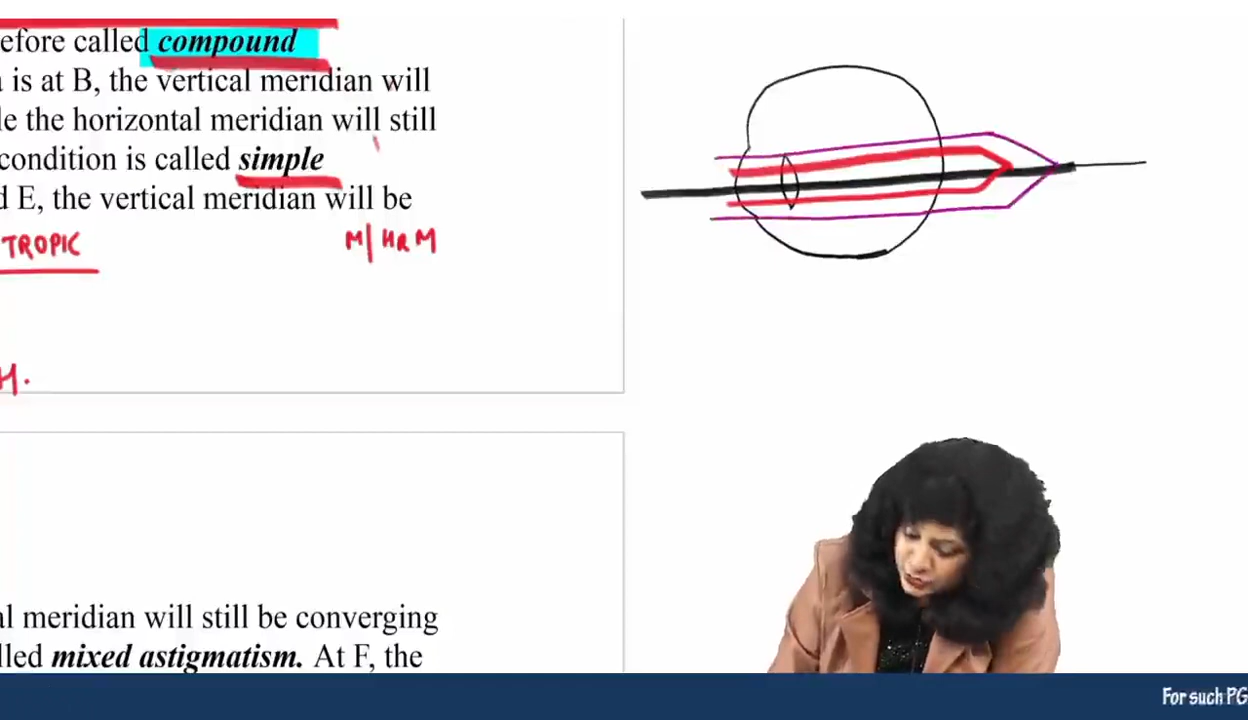 efore called compound
is at B, the vertical meridian will
le the horizontal meridian will still
condition is called simple
d E, the vertical meridian will be
TROPIC
M/HRM
H.
al meridian will still be converging
lled mixed astigmatism. At F, the
For such PG